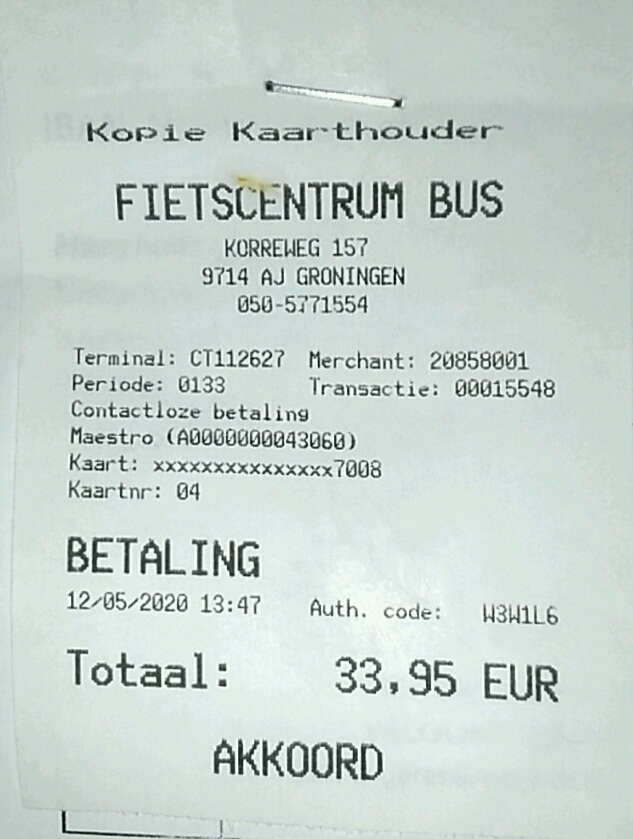 Kopie Kaarthouder
FIETSCENTRUM BUS
KORREWEG 157
9714 AJ GRONINGEN
050-5771554
Terminal: CT112627 Merchant: 20858001
Periode: 0133 Transactie: 00015548
Contactloze betaling
Maestro (A0000000043060)
Kaart: xxxxxxxxxxxxxxx7008
Kaartnr: 04
BETALING
12/05/2020 13:47 Auth. code: W3W1L6
Totaal: 33,95 EUR
AKKOORD